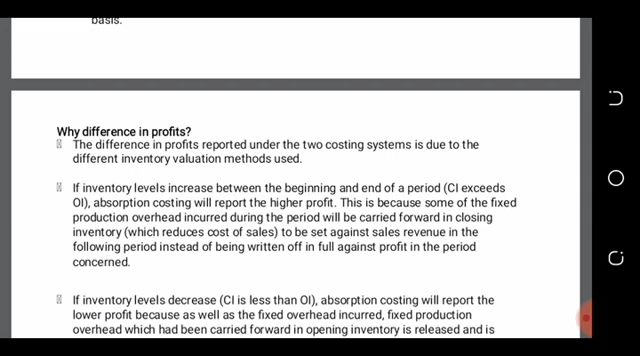 basis.
Why difference in profits?
The difference in profits reported under the two costing systems is due to the
different inventory valuation methods used.
If inventory levels increase between the beginning and end of a period (CI exceeds
OI), absorption costing will report the higher profit. This is because some of the fixed
production overhead incurred during the period will be carried forward in closing
inventory (which reduces cost of sales) to be set against sales revenue in the
following period instead of being written off in full against profit in the period
concerned.
If inventory levels decrease (CI is less than OI), absorption costing will report the
lower profit because as well as the fixed overhead incurred, fixed production
overhead which had been carried forward in opening inventory is released and is